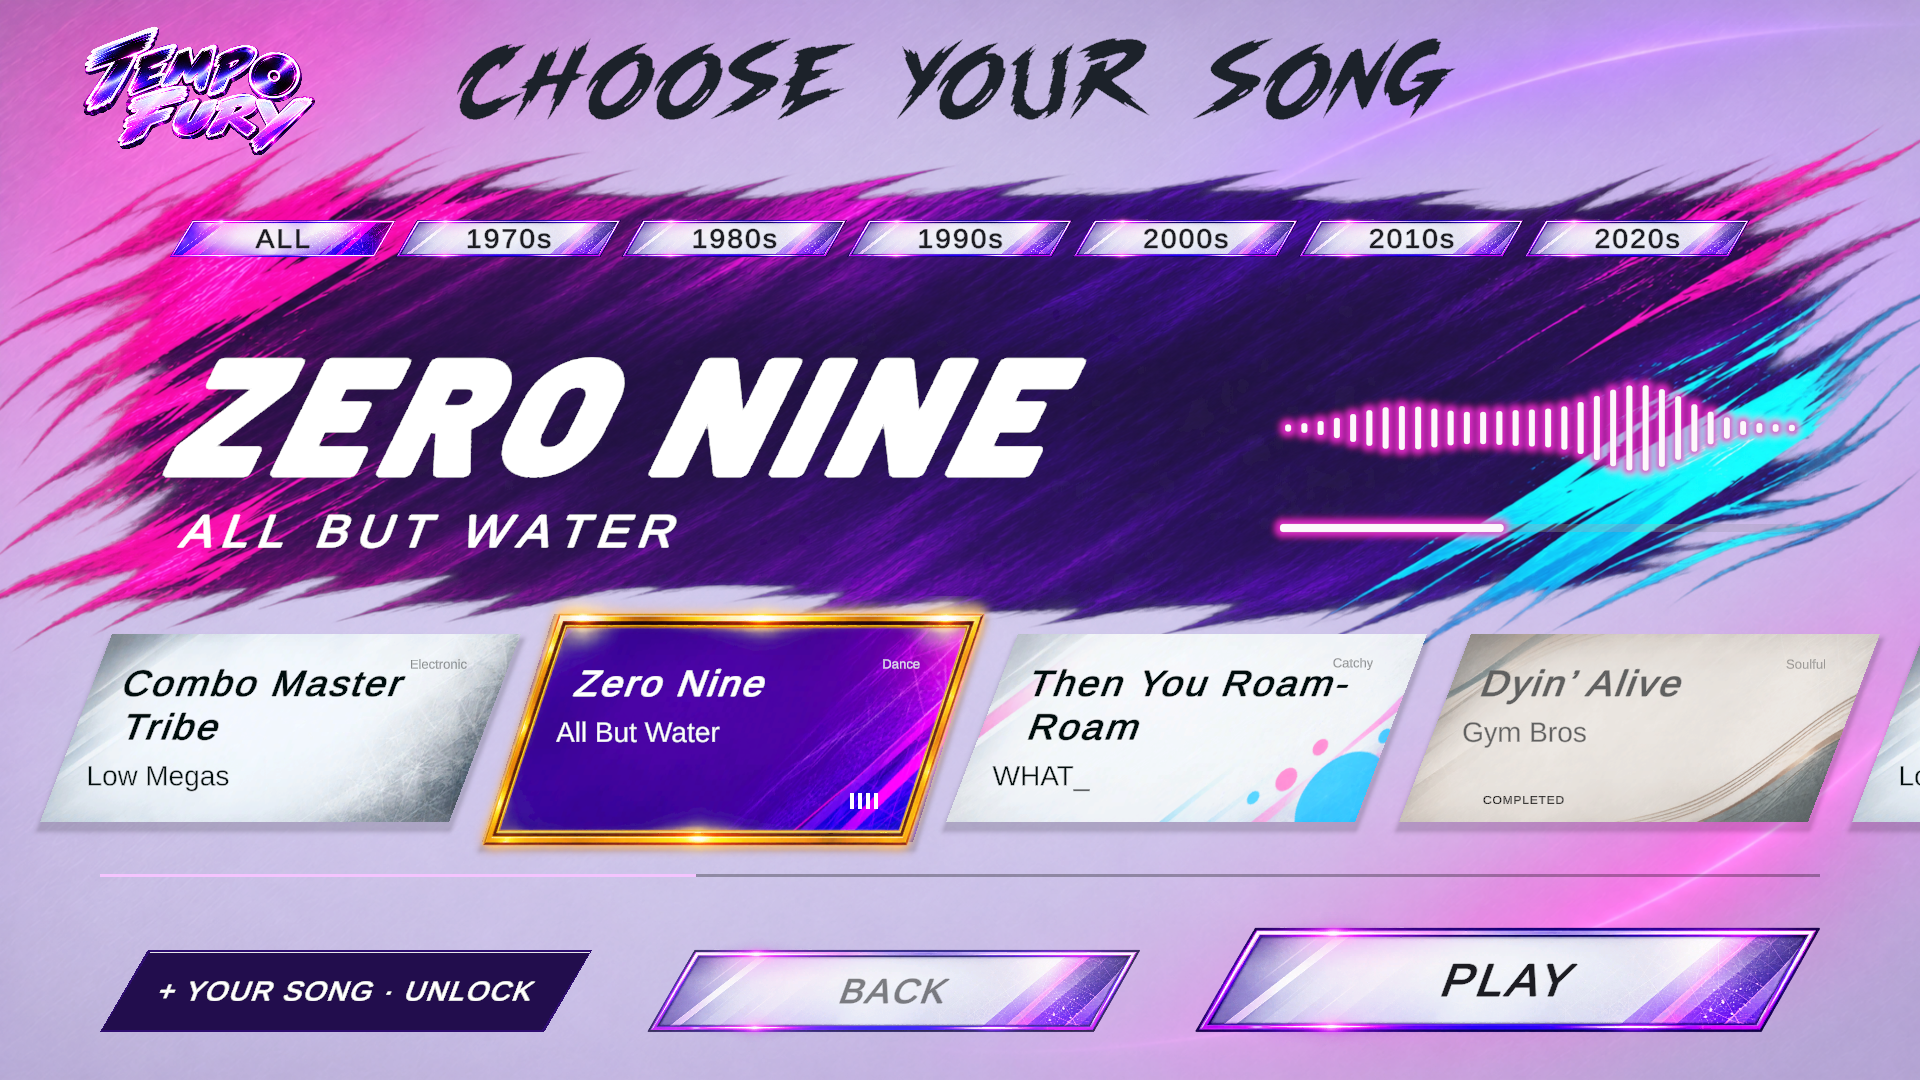 TEMPO
FURY
CHOOSE YOUR SONG
ALL
1970s
1980s
1990s
2000s
2010s
2020s
ZERO NINE
ALL BUT WATER
Combo Master
Tribe
Electronic
Low Megas
Zero Nine
Dance
All But Water
Then You Roam-
Roam
Catchy
WHAT_
Dyin’ Alive
Soulful
Gym Bros
COMPLETED
+ YOUR SONG · UNLOCK
BACK
PLAY